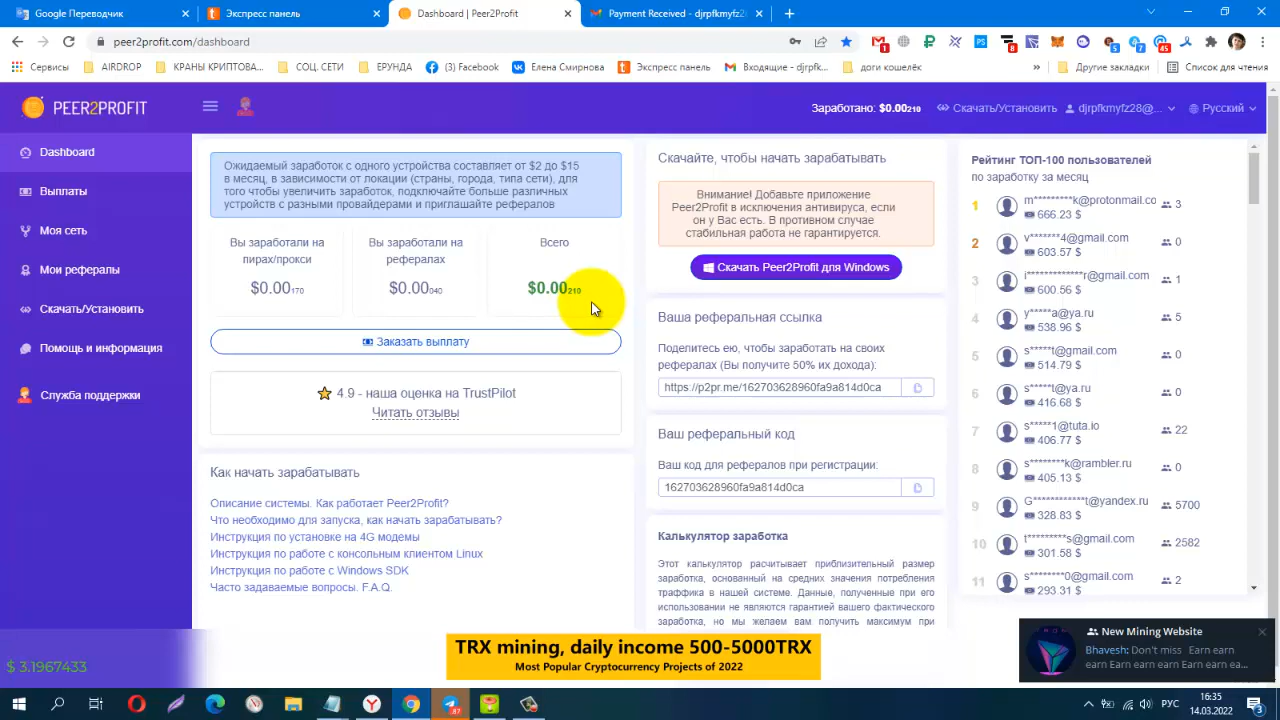 Google Переводчик
Экспресс панель
Dashboard | Peer2Profit
Payment Received - djrpfkmyfz2
peer2profit.com/dashboard
Сервисы
AIRDROP
КРАНЫ КРИПТОВА...
СОЦ. СЕТИ
ЕРУНДА
(3) Facebook
Елена Смирнова
Экспресс панель
Входящие - djrpfk...
доги кошелёк
Другие закладки
Список для чтения
PEER2PROFIT
Заработано: $0.00210
Скачать/Установить
djrpfkmyfz28@...
Русский
Dashboard
Выплаты
Моя сеть
Мои рефералы
Скачать/Установить
Помощь и информация
Служба поддержки
$ 3.1967433
Ожидаемый заработок с одного устройства составляет от $2 до $15
в месяц, в зависимости от локации (страны, города, типа сети), для
того чтобы увеличить заработок, подключайте больше различных
устройств с разными провайдерами и приглашайте рефералов
Вы заработали на
пирах/прокси
$0.00170
Вы заработали на
рефералах
$0.00040
Всего
$0.00210
Заказать выплату
4.9 - наша оценка на TrustPilot
Читать отзывы
Как начать зарабатывать
Описание системы. Как работает Peer2Profit?
Что необходимо для запуска, как начать зарабатывать?
Инструкция по установке на 4G модемы
Инструкция по работе с консольным клиентом Linux
Инструкция по работе с Windows SDK
Часто задаваемые вопросы. F.A.Q.
Скачайте, чтобы начать зарабатывать
Внимание! Добавьте приложение
Peer2Profit в исключения антивируса, если
он у Вас есть. В противном случае
стабильная работа не гарантируется.
Скачать Peer2Profit для Windows
Ваша реферальная ссылка
Поделитесь ею, чтобы заработать на своих
рефералах (Вы получите 50% их дохода):
https://p2pr.me/162703628960fa9a814d0ca
Ваш реферальный код
Ваш код для рефералов при регистрации:
162703628960fa9a814d0ca
Калькулятор заработка
Этот калькулятор расчитывает приблизительный размер
заработка, основанный на средних значения потребления
траффика в нашей системе. Данные, полученные при его
использовании не являются гарантией вашего фактического
заработка, но мы желаем вам получить максимум при
Рейтинг ТОП-100 пользователей
по заработку за месяц
1 m*********k@protonmail.co 3
666.23 $
2 v*******4@gmail.com 0
603.57 $
3 i*************r@gmail.com 1
600.56 $
4 y*****a@ya.ru 5
538.96 $
5 s*****t@gmail.com 0
514.79 $
6 s*****t@ya.ru 0
416.68 $
7 s*****1@tuta.io 22
406.77 $
8 s********k@rambler.ru 0
405.13 $
9 G************t@yandex.ru 5700
328.83 $
10 t*********s@gmail.com 2582
301.58 $
11 s********0@gmail.com 2
293.31 $
TRX mining, daily income 500-5000TRX
Most Popular Cryptocurrency Projects of 2022
New Mining Website
Bhavesh: Don't miss Earn earn
earn Earn earn earn Earn earn ea...
РУС
16:35
14.03.2022